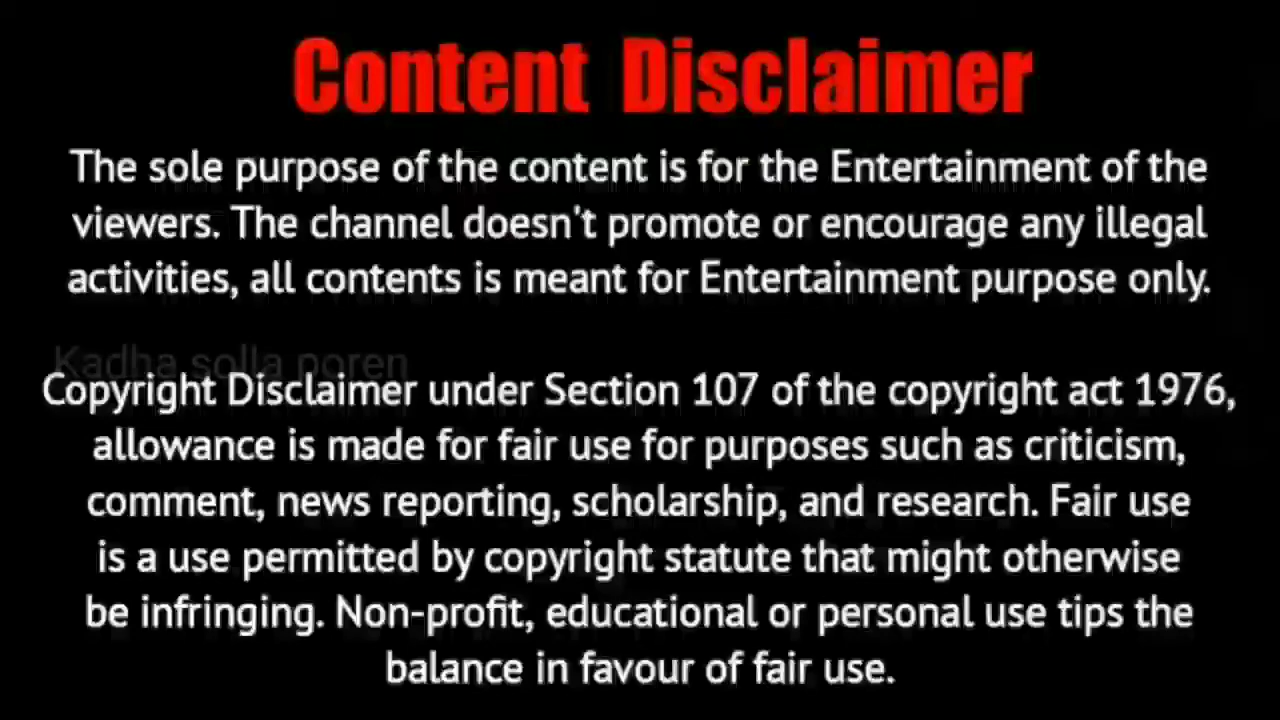 Content Disclaimer
The sole purpose of the content is for the Entertainment of the
viewers. The channel doesn't promote or encourage any illegal
activities, all contents is meant for Entertainment purpose only.
Kadha solla poren
Copyright Disclaimer under Section 107 of the copyright act 1976,
allowance is made for fair use for purposes such as criticism,
comment, news reporting, scholarship, and research. Fair use
is a use permitted by copyright statute that might otherwise
be infringing. Non-profit, educational or personal use tips the
balance in favour of fair use.